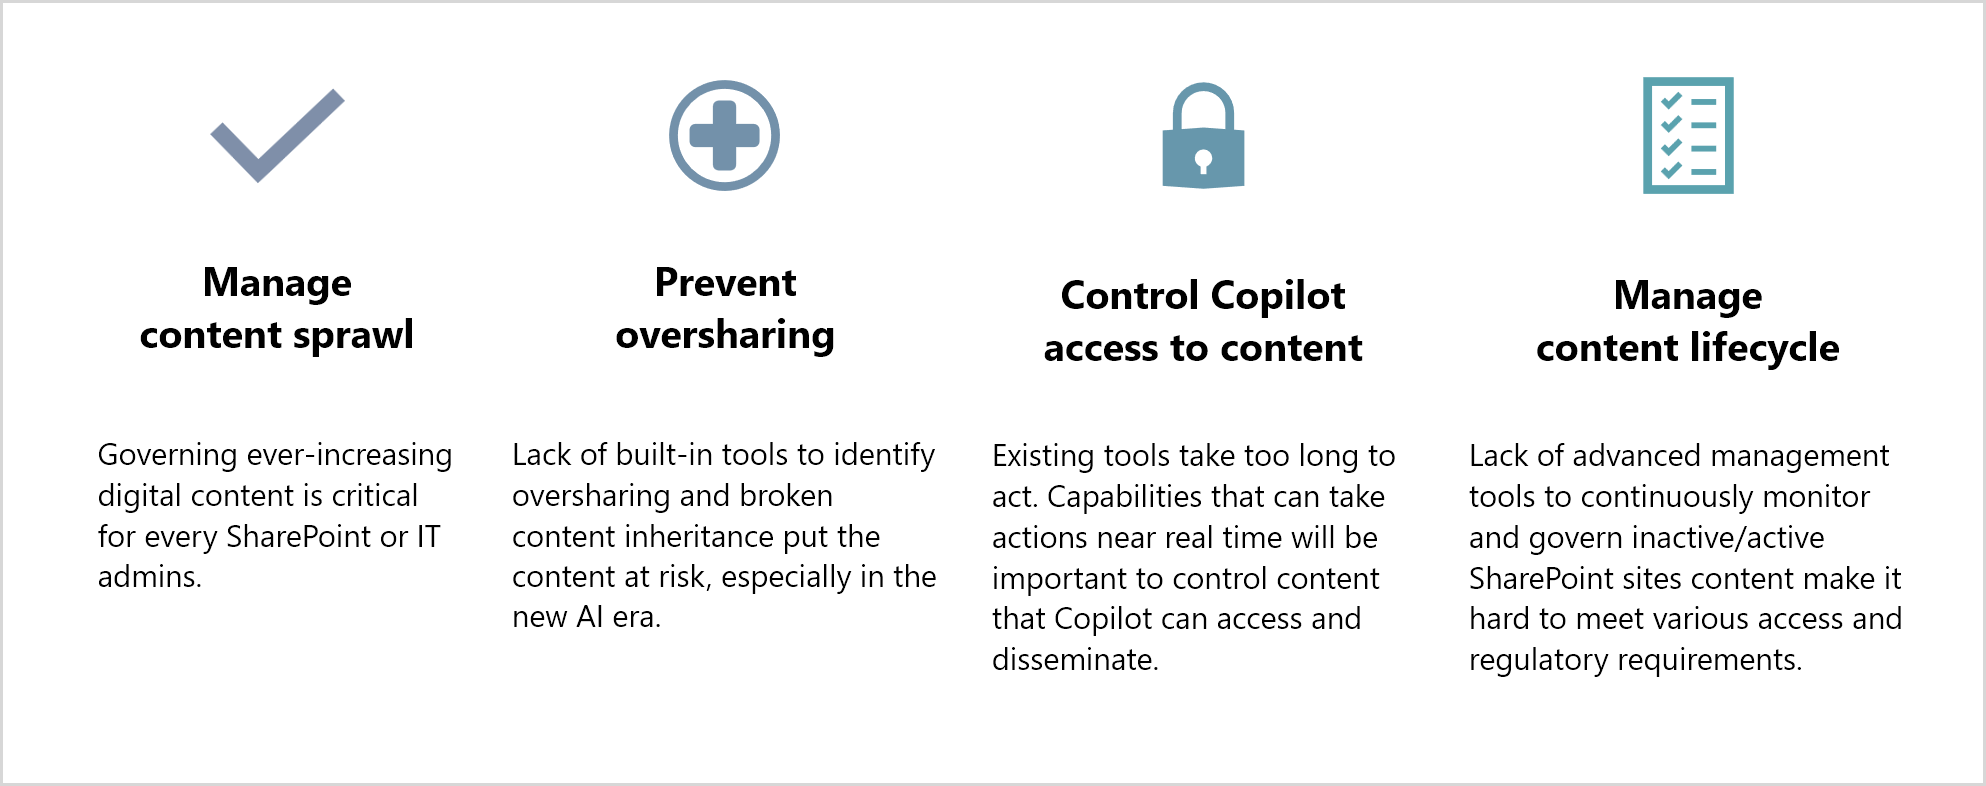 Manage
content sprawl
Governing ever-increasing
digital content is critical
for every SharePoint or IT
admins.
Prevent
oversharing
Lack of built-in tools to identify
oversharing and broken
content inheritance put the
content at risk, especially in the
new AI era.
Control Copilot
access to content
Existing tools take too long to
act. Capabilities that can take
actions near real time will be
important to control content
that Copilot can access and
disseminate.
Manage
content lifecycle
Lack of advanced management
tools to continuously monitor
and govern inactive/active
SharePoint sites content make it
hard to meet various access and
regulatory requirements.